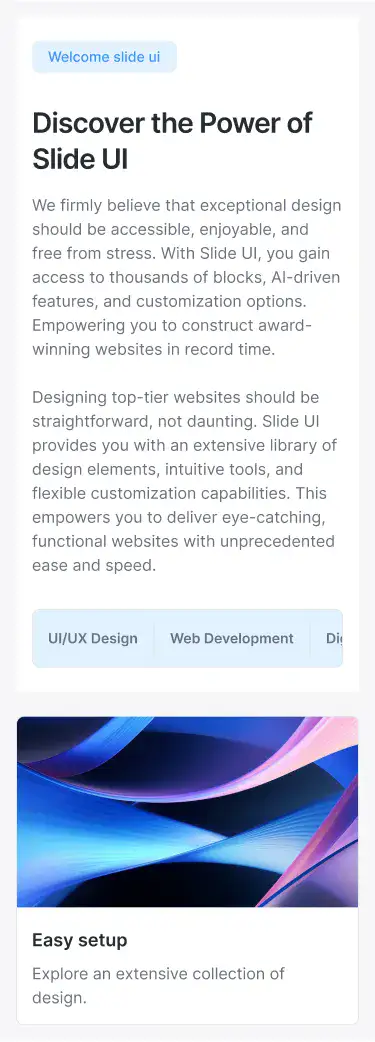 Welcome slide ui
Discover the Power of
Slide UI
We firmly believe that exceptional design
should be accessible, enjoyable, and
free from stress. With Slide UI, you gain
access to thousands of blocks, AI-driven
features, and customization options.
Empowering you to construct award-
winning websites in record time.
Designing top-tier websites should be
straightforward, not daunting. Slide UI
provides you with an extensive library of
design elements, intuitive tools, and
flexible customization capabilities. This
empowers you to deliver eye-catching,
functional websites with unprecedented
ease and speed.
UI/UX Design Web Development
Easy setup
Explore an extensive collection of
design.